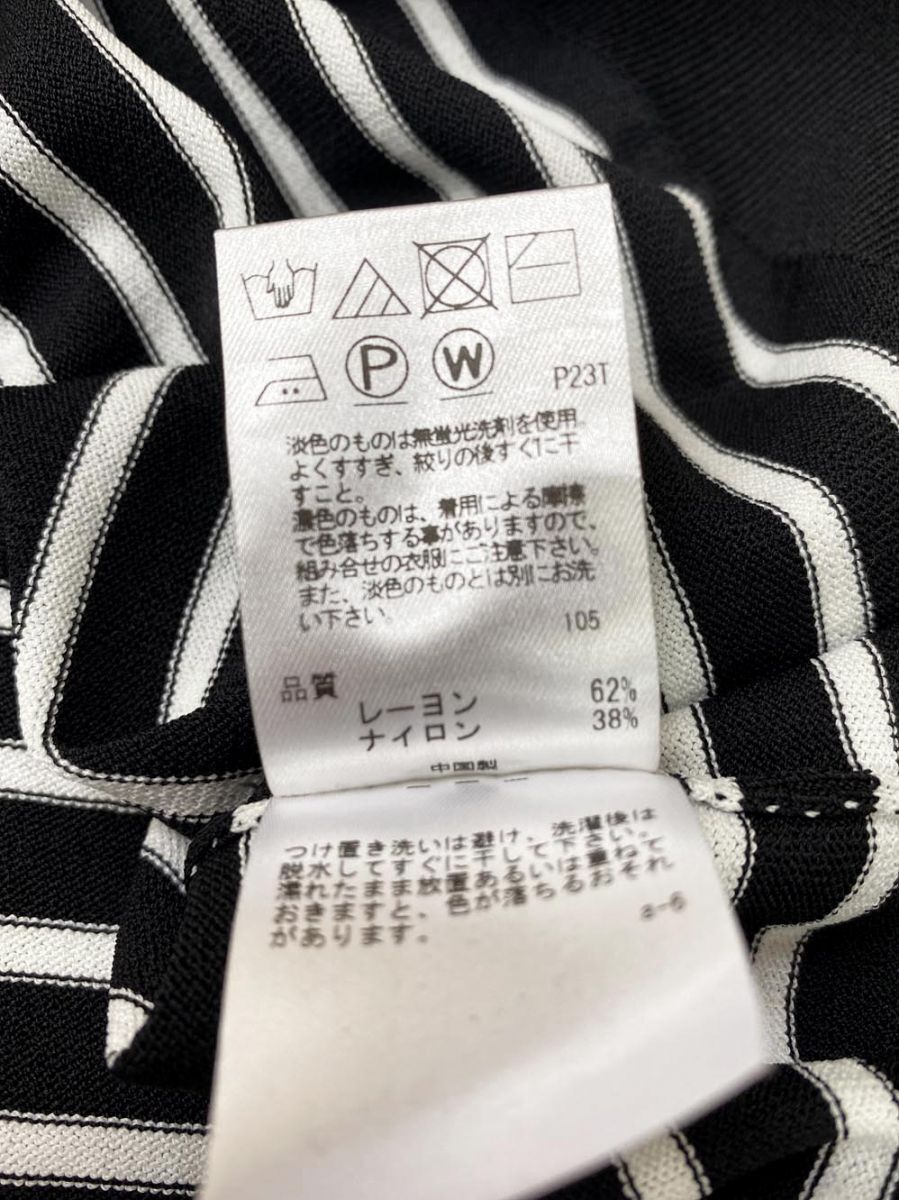 P W P23T
淡色のものは無蛍光洗剤を使用。
よくすすぎ、絞りの後すぐに干
すこと。
濃色のものは、着用による摩擦
で色落ちする事がありますので、
組み合せの衣服にご注意下さい。
また、淡色のものとは別にお洗
い下さい。 105
品質
レーヨン 62%
ナイロン 38%
中国製
つけ置き洗いは避け、洗濯後は
脱水してすぐに干して下さい。
濡れたまま放置あるいは重ねて
おきますと、色が落ちるおそれ
があります。 a-6